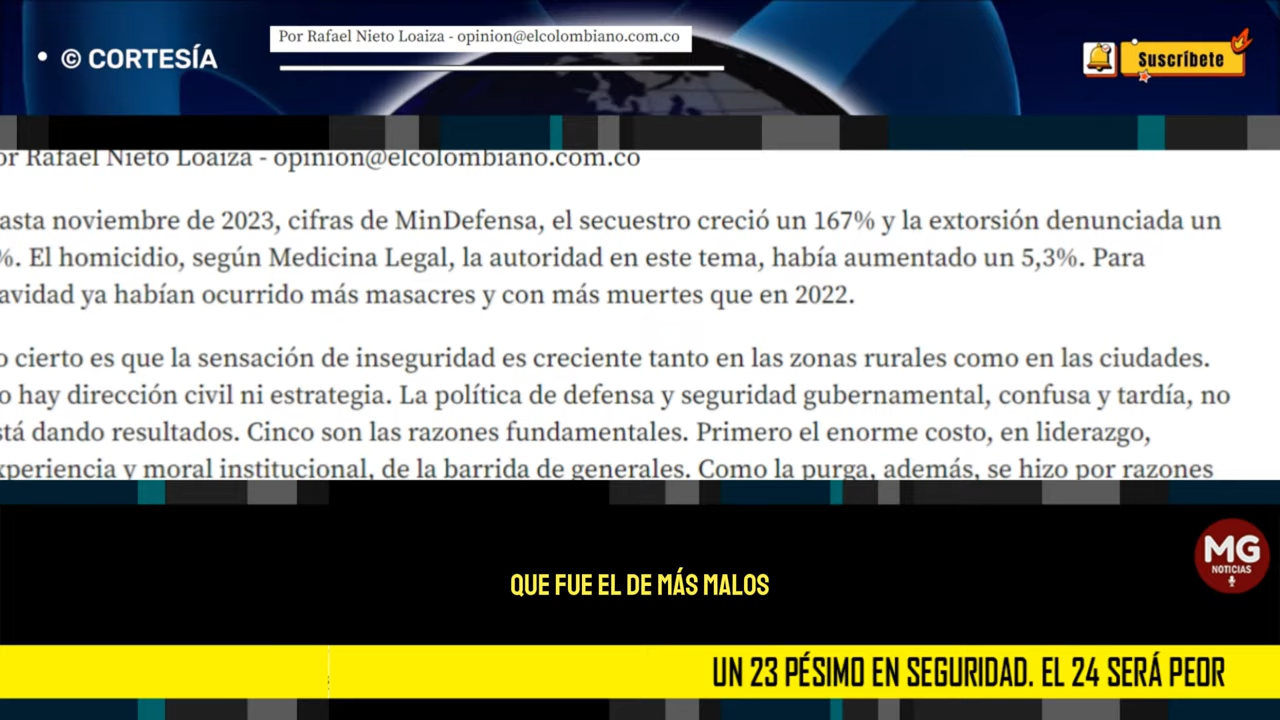 • © CORTESÍA
Por Rafael Nieto Loaiza - opinion@elcolombiano.com.co
Suscríbete
or Rafael Nieto Loaiza - opinion@elcolombiano.com.co
asta noviembre de 2023, cifras de MinDefensa, el secuestro creció un 167% y la extorsión denunciada un
%. El homicidio, según Medicina Legal, la autoridad en este tema, había aumentado un 5,3%. Para
avidad ya habían ocurrido más masacres y con más muertes que en 2022.
o cierto es que la sensación de inseguridad es creciente tanto en las zonas rurales como en las ciudades.
o hay dirección civil ni estrategia. La política de defensa y seguridad gubernamental, confusa y tardía, no
stá dando resultados. Cinco son las razones fundamentales. Primero el enorme costo, en liderazgo,
xperiencia y moral institucional, de la barrida de generales. Como la purga, además, se hizo por razones
MG
NOTICIAS
QUE FUE EL DE MÁS MALOS
UN 23 PÉSIMO EN SEGURIDAD. EL 24 SERÁ PEOR